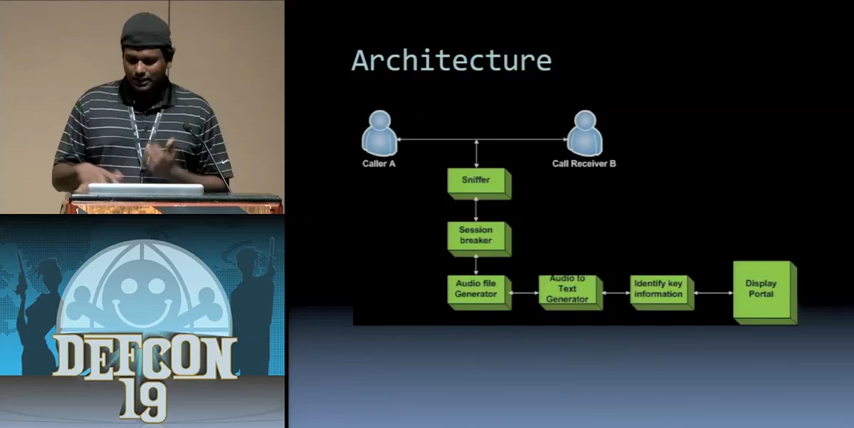 Architecture
Caller A
Call Receiver B
Sniffer
Session
breaker
Audio file
Generator
Audio to
Text
Generator
Identify key
information
Display
Portal
DEFCON
19